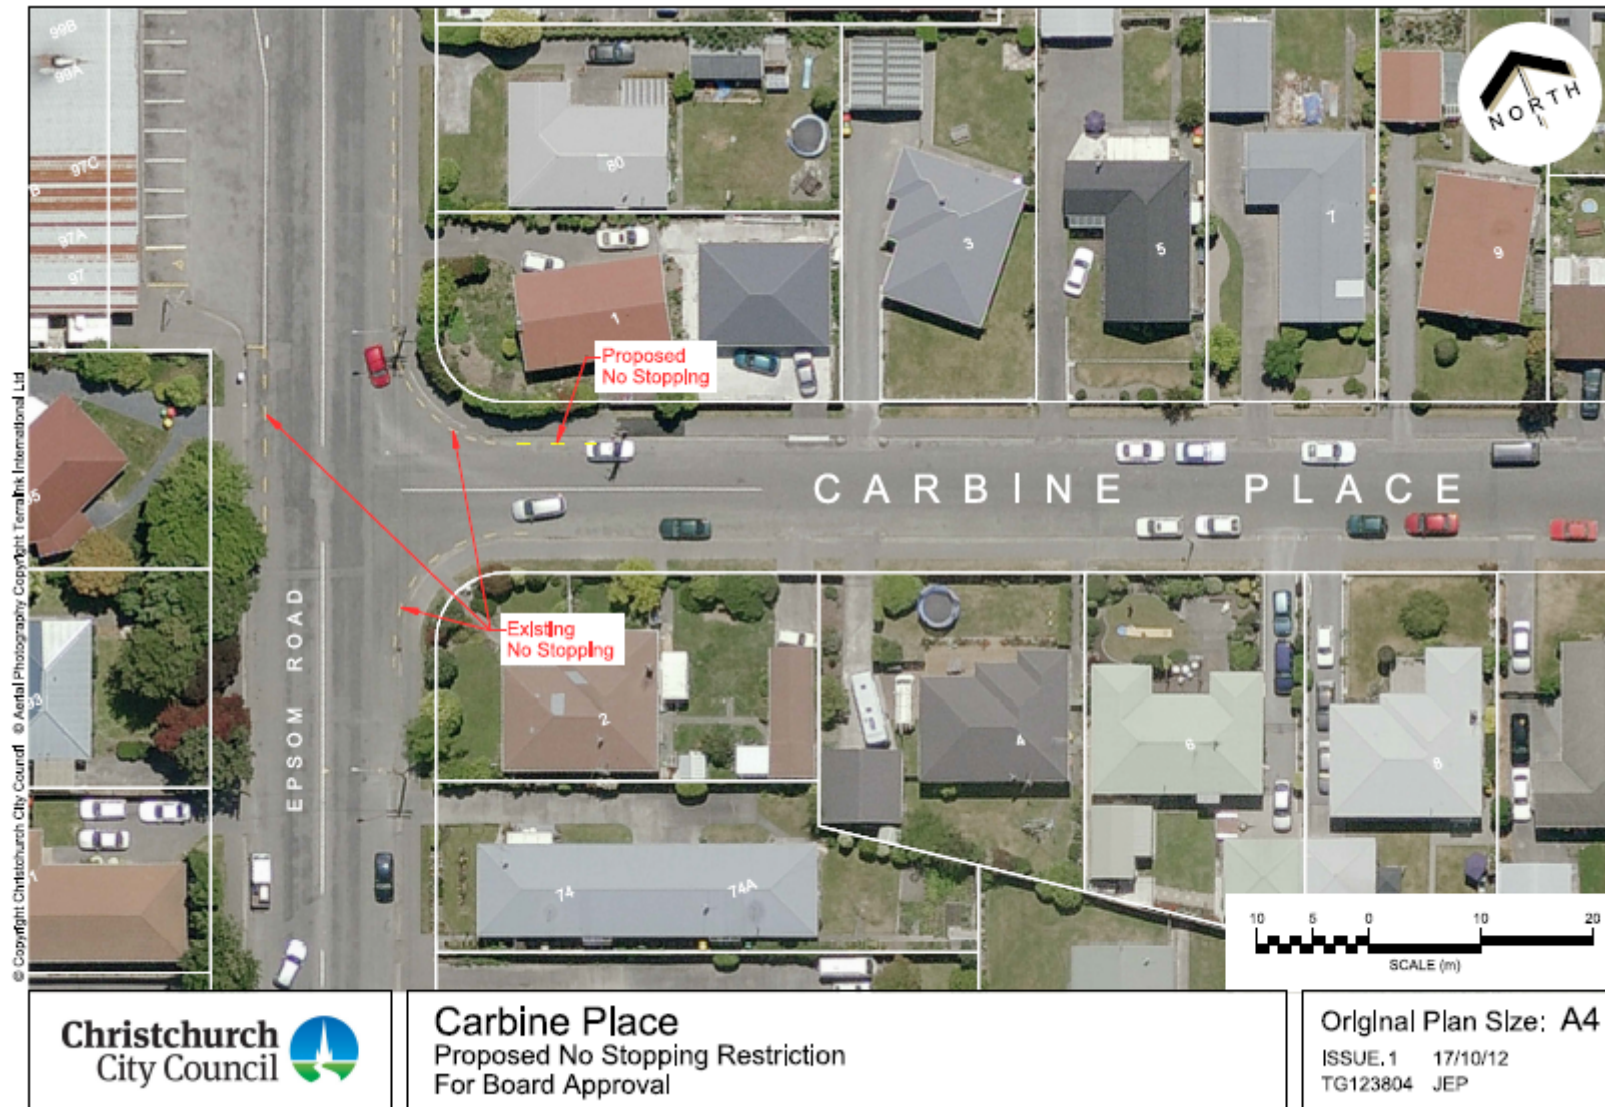 99B
99A
97C
97A
97
80
1
3
5
7
9
NORTH
Proposed
No Stopping
CARBINE PLACE
Existing
No Stopping
EPSOM ROAD
95
93
2
4
6
8
74
74A
10 5 0 10 20
SCALE (m)
© Copyright Christchurch City Council © Aerial Photography Copyright Terralink International Ltd
Christchurch
City Council
Carbine Place
Proposed No Stopping Restriction
For Board Approval
Original Plan Size: A4
ISSUE.1 17/10/12
TG123804 JEP